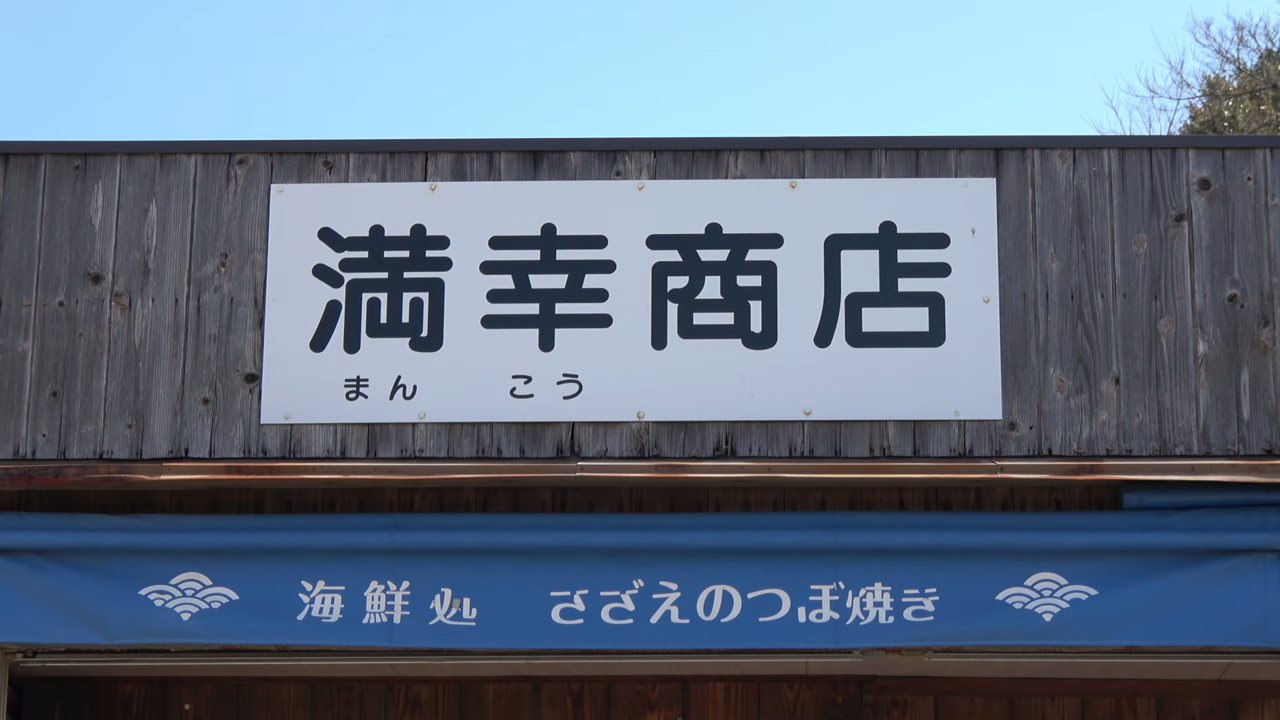 満幸商店
まん こう
海鮮処 さざえのつぼ焼き